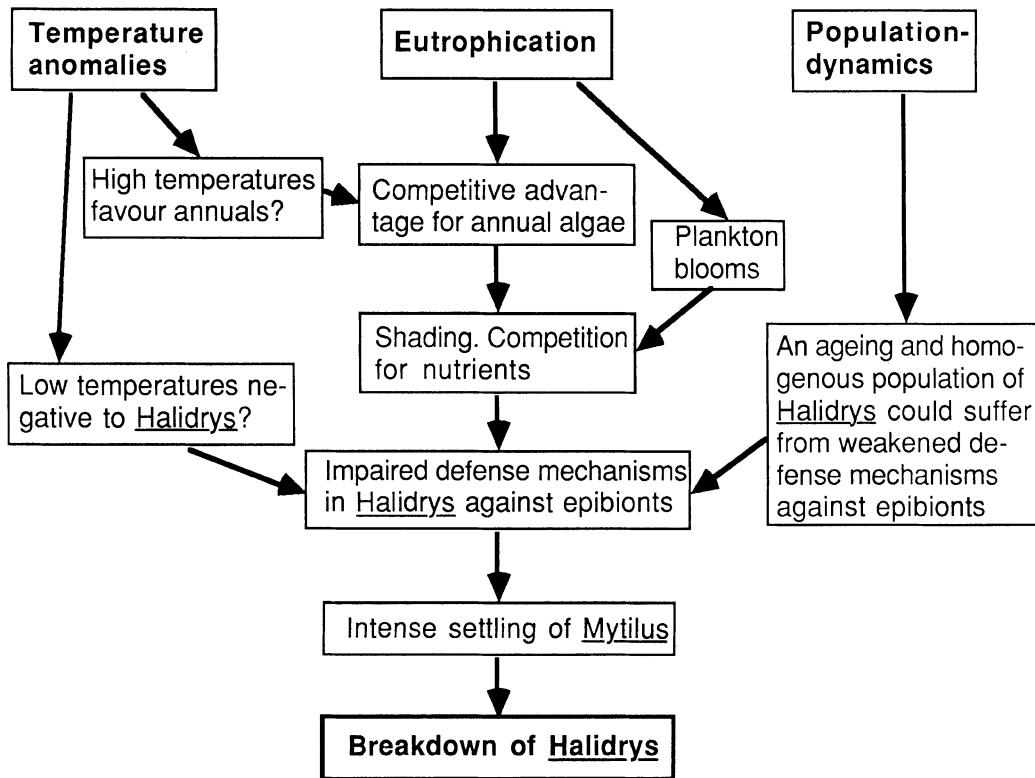 Temperature
anomalies
Eutrophication
Population-
dynamics
High temperatures
favour annuals?
Competitive advan-
tage for annual algae
Plankton
blooms
Shading. Competition
for nutrients
Low temperatures ne-
gative to Halidrys?
An ageing and homo-
genous population of
Halidrys could suffer
from weakened de-
fense mechanisms
against epibionts
Impaired defense mechanisms
in Halidrys against epibionts
Intense settling of Mytilus
Breakdown of Halidrys